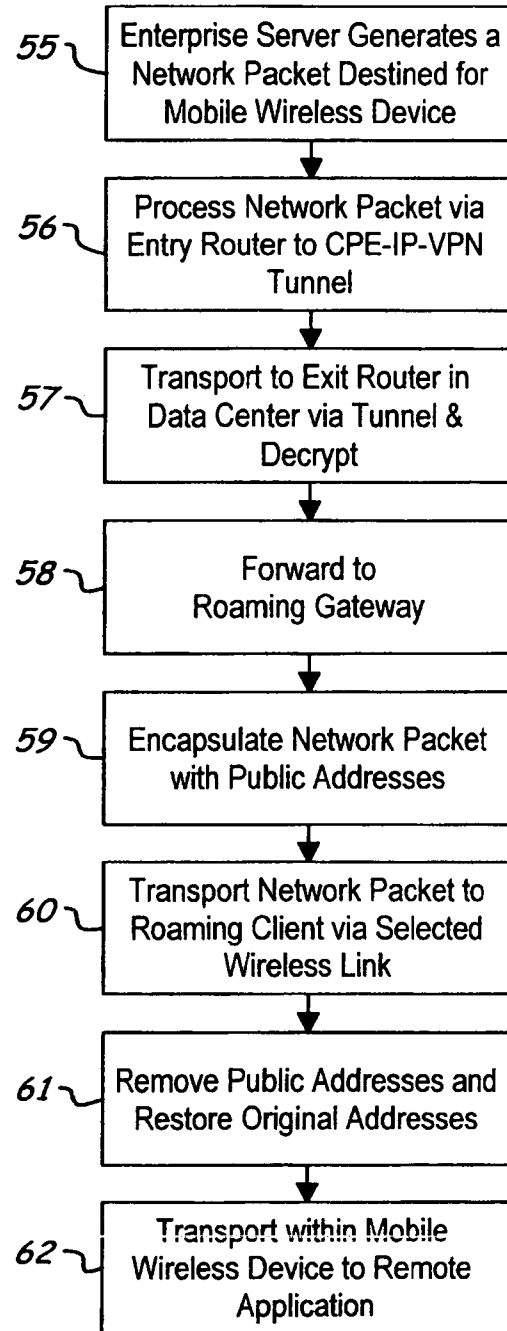 55
Enterprise Server Generates a
Network Packet Destined for
Mobile Wireless Device
56
Process Network Packet via
Entry Router to CPE-IP-VPN
Tunnel
57
Transport to Exit Router in
Data Center via Tunnel &
Decrypt
58
Forward to
Roaming Gateway
59
Encapsulate Network Packet
with Public Addresses
60
Transport Network Packet to
Roaming Client via Selected
Wireless Link
61
Remove Public Addresses and
Restore Original Addresses
62
Transport within Mobile
Wireless Device to Remote
Application